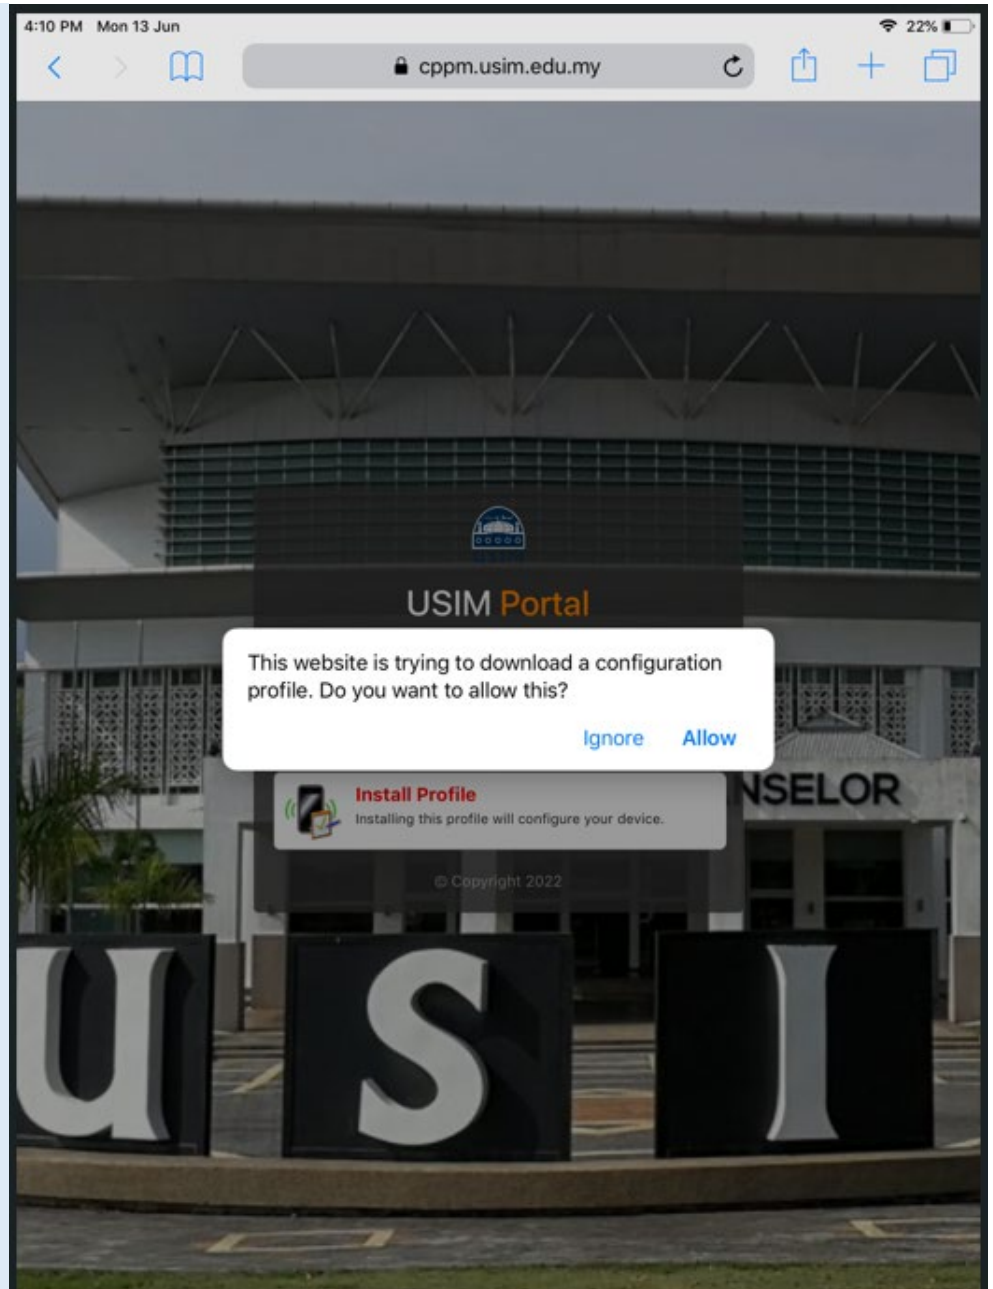 4:10 PM Mon 13 Jun
22%
cppm.usim.edu.my
USIM Portal
This website is trying to download a configuration
profile. Do you want to allow this?
Ignore Allow
NSELOR
Install Profile
Installing this profile will configure your device.
© Copyright 2022
U S I